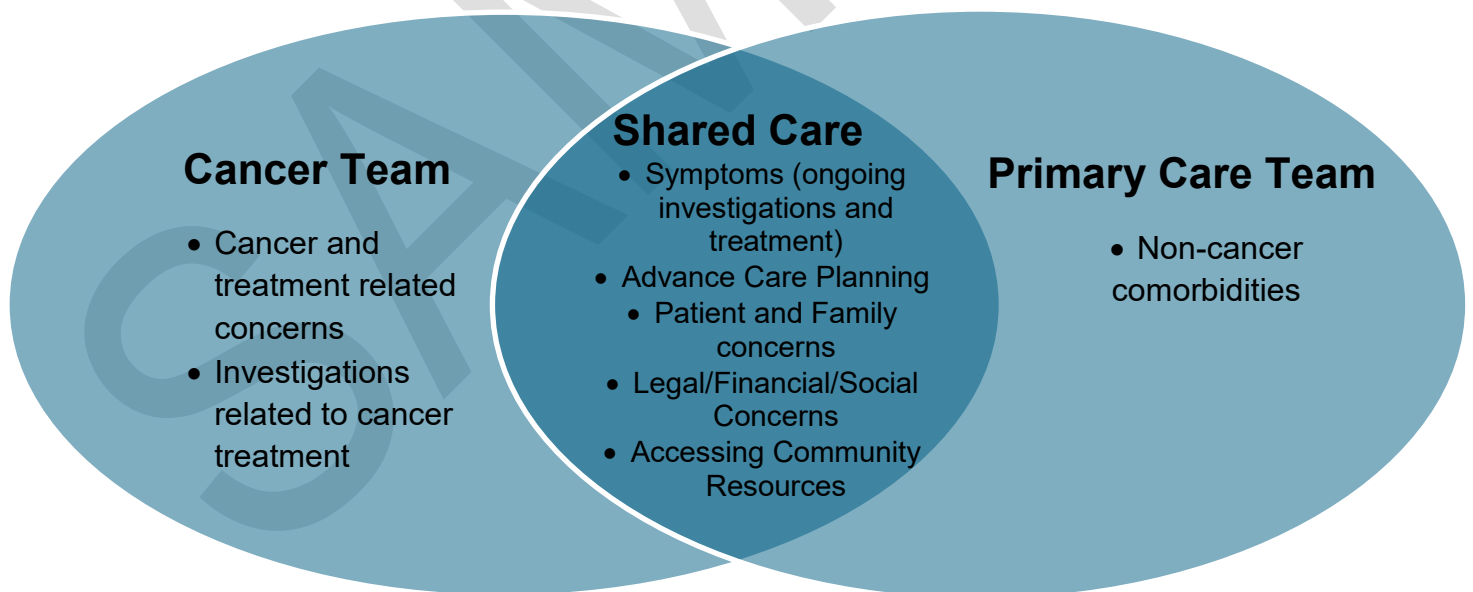 Cancer Team
• Cancer and
treatment related
concerns
• Investigations
related to cancer
treatment
Shared Care
• Symptoms (ongoing
investigations and
treatment)
• Advance Care Planning
• Patient and Family
concerns
• Legal/Financial/Social
Concerns
• Accessing Community
Resources
Primary Care Team
• Non-cancer
comorbidities